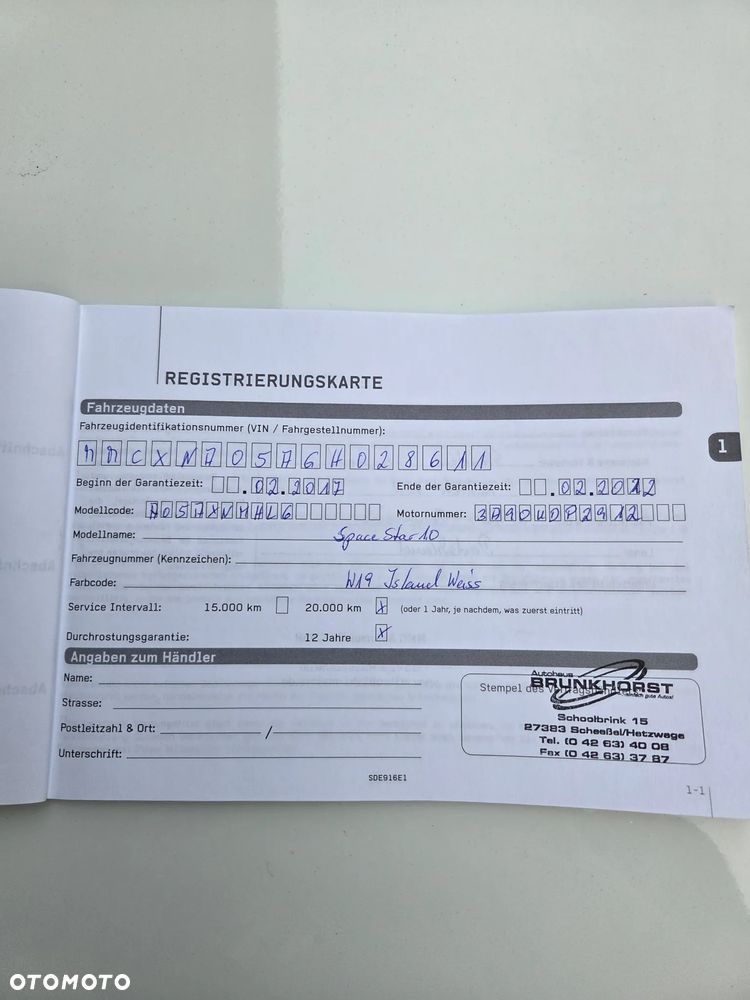 REGISTRIERUNGSKARTE
Fahrzeugdaten
Fahrzeugidentifikationsnummer (VIN / Fahrgestellnummer):
MMCXNA05AGH028611
Beginn der Garantiezeit: .02.2017 Ende der Garantiezeit: .02.2022
Modellcode: A05AXNMHL6 Motornummer:
Modellname: Space Star 10
Fahrzeugnummer (Kennzeichen):
Farbcode: W19 Island Weiss
Service Intervall: 15.000 km 20.000 km X (oder 1 Jahr, je nachdem, was zuerst eintritt)
Durchrostungsgarantie: 12 Jahre X
Angaben zum Händler
Name:
Strasse:
Postleitzahl & Ort: /
Unterschrift:
Stempel des
Autohaus
BRUNKHORST
Schoolbrink 15
27383 Scheeßel/Hetzwege
Tel. (0 42 63) 40 08
Fax (0 42 63) 37 87
SDE916E1
1-1
1
OTOMOTO